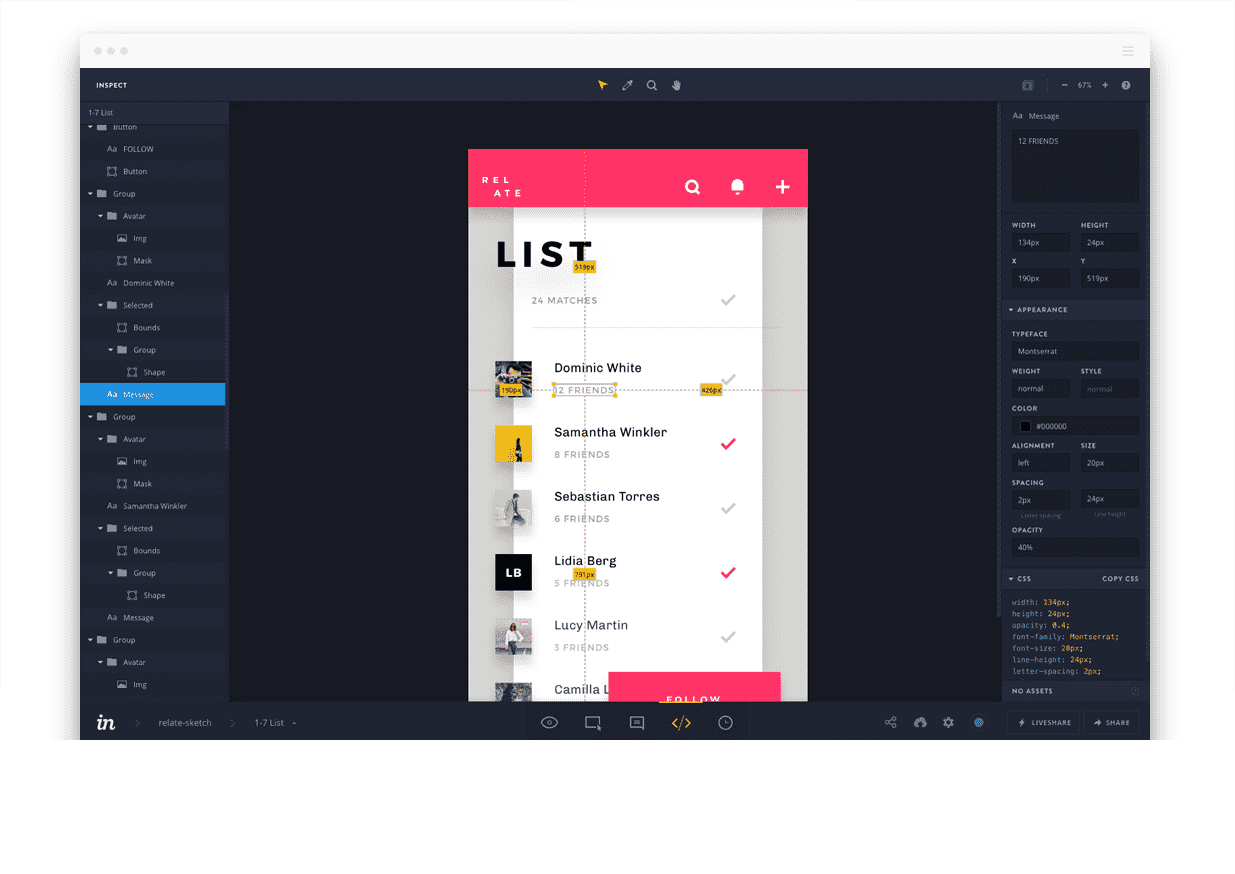 INSPECT
67%
1-7 List
Button
Aa FOLLOW
Button
Group
Avatar
Img
Mask
Aa Dominic White
Selected
Bounds
Group
Shape
Aa Message
Group
Avatar
Img
Mask
Aa Samantha Winkler
Selected
Bounds
Group
Shape
Aa Message
Group
Avatar
Img
REL
ATE
LIST
519px
24 MATCHES
Dominic White
190px
12 FRIENDS
426px
Samantha Winkler
8 FRIENDS
Sebastian Torres
6 FRIENDS
LB
Lidia Berg
791px
5 FRIENDS
Lucy Martin
3 FRIENDS
Camilla L
FOLLOW
Aa Message
12 FRIENDS
WIDTH HEIGHT
134px 24px
X Y
190px 519px
APPEARANCE
TYPEFACE
Montserrat
WEIGHT STYLE
normal normal
COLOR
#000000
ALIGNMENT SIZE
left 20px
SPACING
2px 24px
Letter spacing Line height
OPACITY
40%
CSS COPY CSS
width: 134px;
height: 24px;
opacity: 0.4;
font-family: Montserrat;
font-size: 20px;
line-height: 24px;
letter-spacing: 2px;
NO ASSETS
in relate-sketch 1-7 List
</> LIVESHARE SHARE